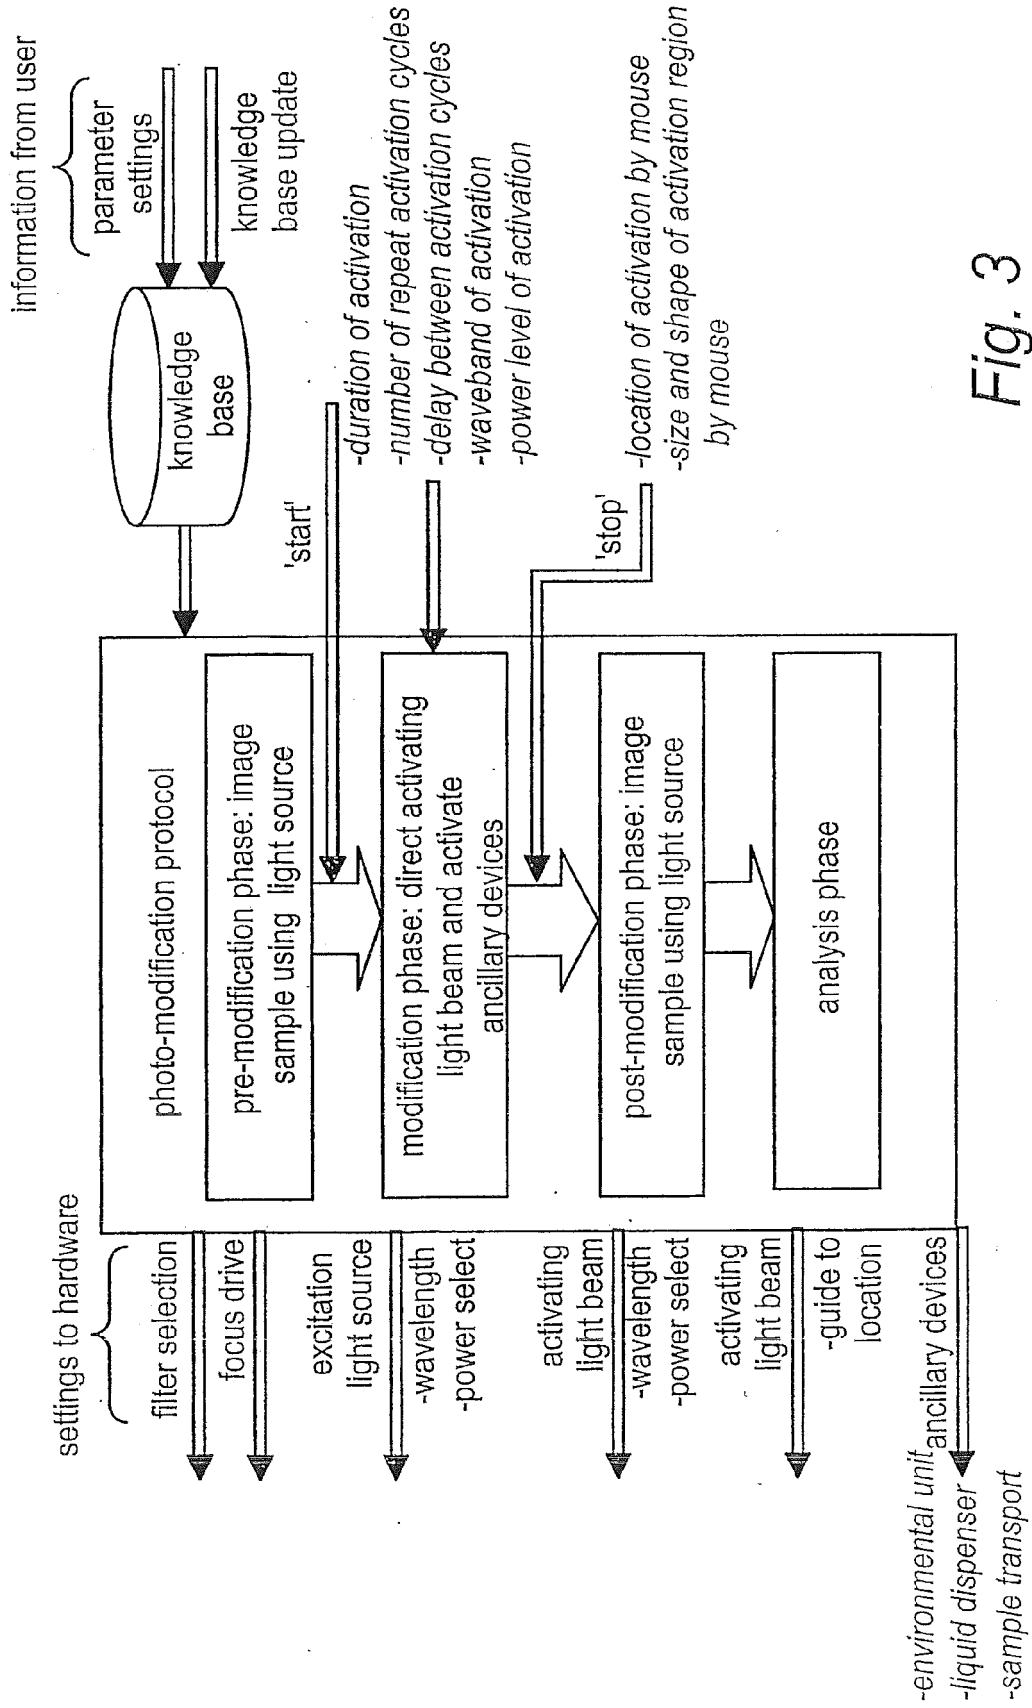 information from user
parameter
settings
knowledge
base update
knowledge
base
'start'
-duration of activation
-number of repeat activation cycles
-delay between activation cycles
-waveband of activation
-power level of activation
'stop'
-location of activation by mouse
-size and shape of activation region
by mouse
photo-modification protocol
pre-modification phase: image
sample using light source
modification phase: direct activating
light beam and activate
ancillary devices
post-modification phase: image
sample using light source
analysis phase
settings to hardware
filter selection
focus drive
excitation
light source
-wavelength
-power select
activating
light beam
-wavelength
-power select
activating
light beam
-guide to
location
ancillary devices
-environmental unit
-liquid dispenser
-sample transport
Fig. 3